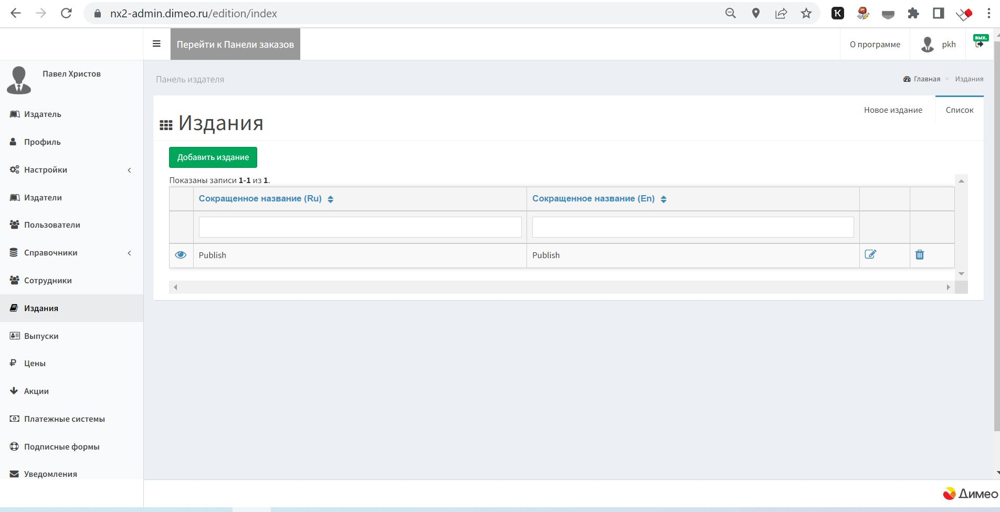 nx2-admin.dimeo.ru/edition/index
Перейти к Панели заказов
О программе
pkh
вых.
Павел Христов
Издатель
Профиль
Настройки
Издатели
Пользователи
Справочники
Сотрудники
Издания
Выпуски
Цены
Акции
Платежные системы
Подписные формы
Уведомления
Панель издателя
Главная > Издания
Издания
Новое издание
Список
Добавить издание
Показаны записи 1-1 из 1.
Сокращенное название (Ru) Сокращенное название (En)
Publish Publish
Димео